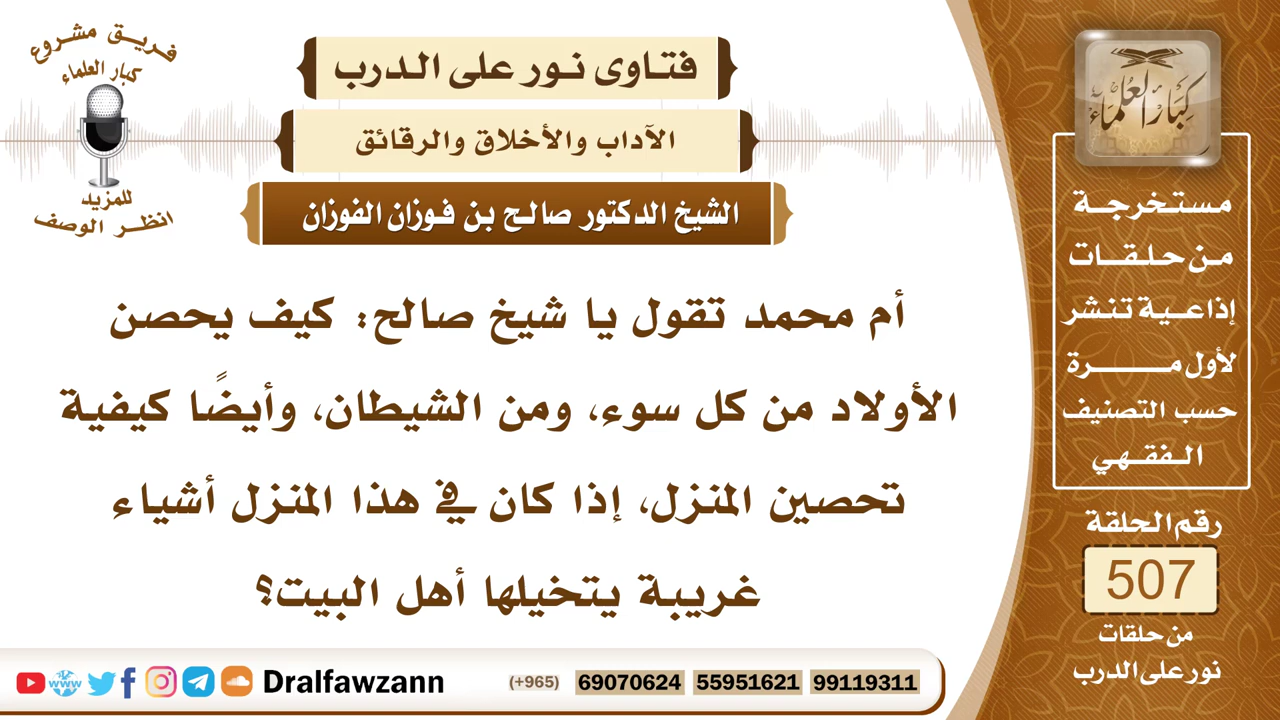 فريق مشروع
كبار العلماء
للمزيد
انظر الوصف
فتاوى نور على الدرب
الآداب والأخلاق والرقائق
الشيخ الدكتور صالح بن فوزان الفوزان
أم محمد تقول يا شيخ صالح: كيف يحصن
الأولاد من كل سوء، ومن الشيطان، وأيضًا كيفية
تحصين المنزل، إذا كان في هذا المنزل أشياء
غريبة يتخيلها أهل البيت؟
كبار العلماء
مستخرجة
من حلقات
إذاعية تنشر
لأول مرة
حسب التصنيف
الفقهي
رقم الحلقة
507
من حلقات
نور على الدرب
www
Dralfawzann
(+965) 69070624 55951621 99119311